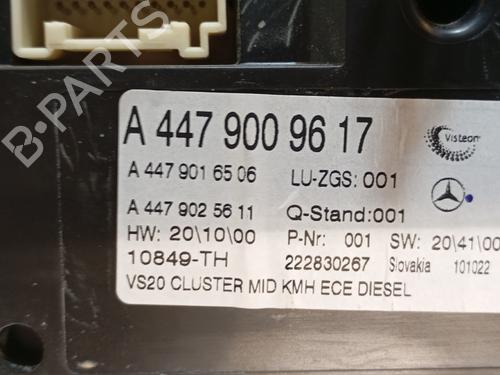 A 447 900 96 17
Visteon
A 447 901 65 06 LU-ZGS: 001
A 447 902 56 11 Q-Stand:001
HW: 20\10\00 P-Nr: 001 SW: 20\41\00
10849-TH 222830267 Slovakia 101022
VS20 CLUSTER MID KMH ECE DIESEL